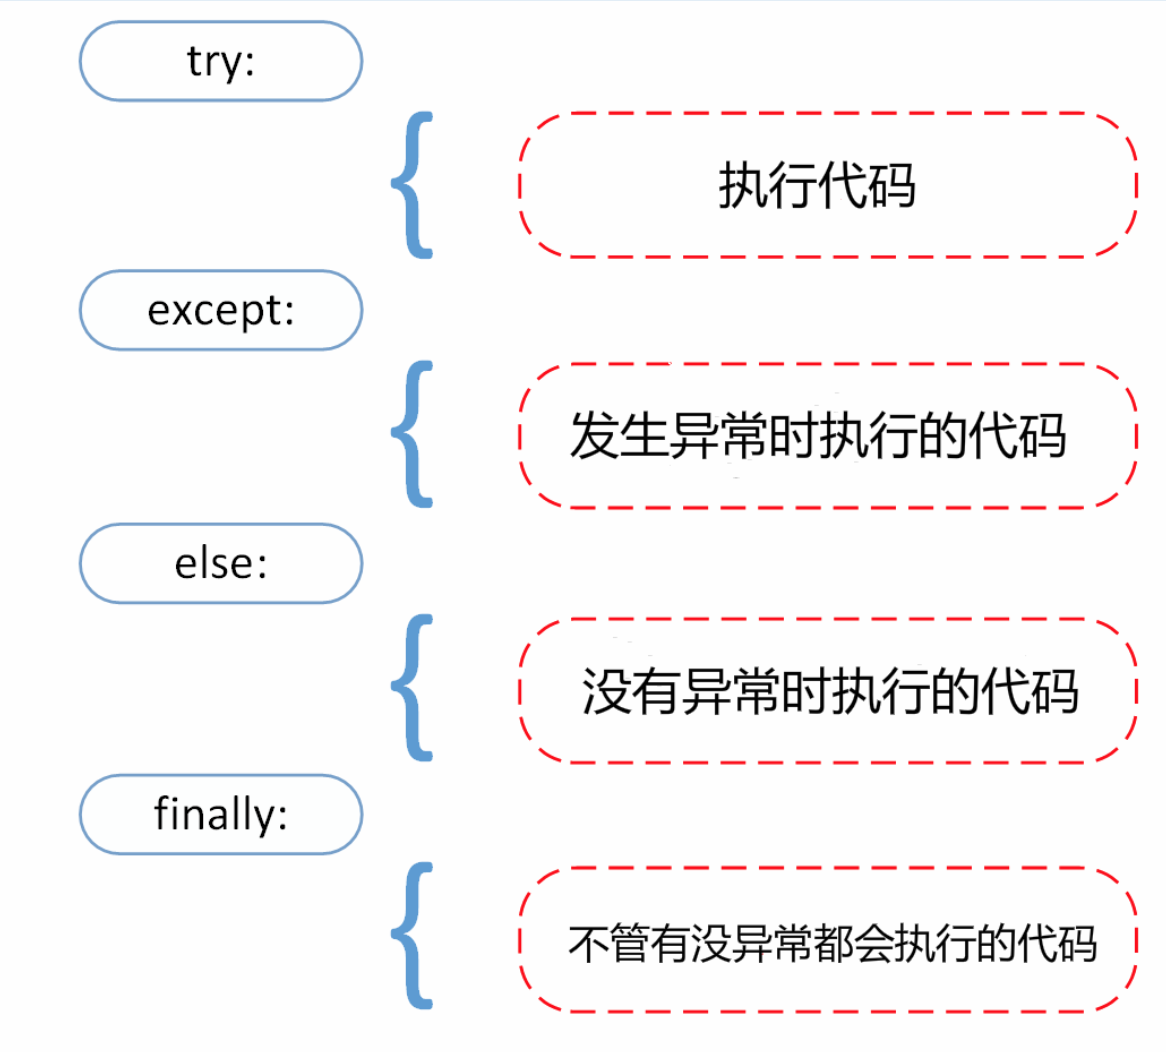 try:
执行代码
except:
发生异常时执行的代码
else:
没有异常时执行的代码
finally:
不管有没异常都会执行的代码